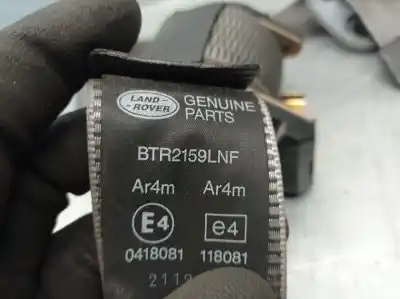 LAND ROVER
GENUINE
PARTS
BTR2159LNF
Ar4m Ar4m
E4 e4
0418081 118081